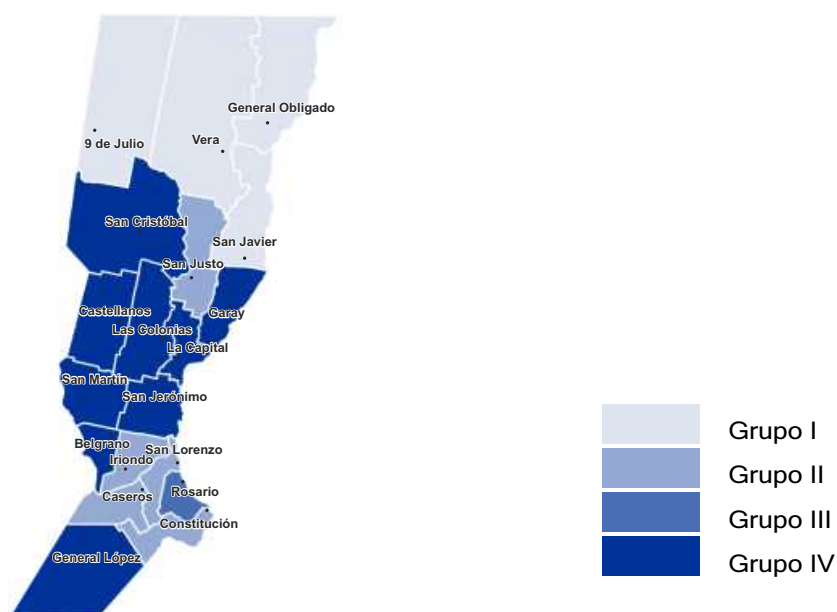 General Obligado
9 de Julio
Vera
San Cristóbal
San Javier
San Justo
Castellanos
Garay
Las Colonias
La Capital
San Martín
San Jerónimo
Belgrano
San Lorenzo
Iriondo
Rosario
Caseros
Constitución
General López
Grupo I
Grupo II
Grupo III
Grupo IV